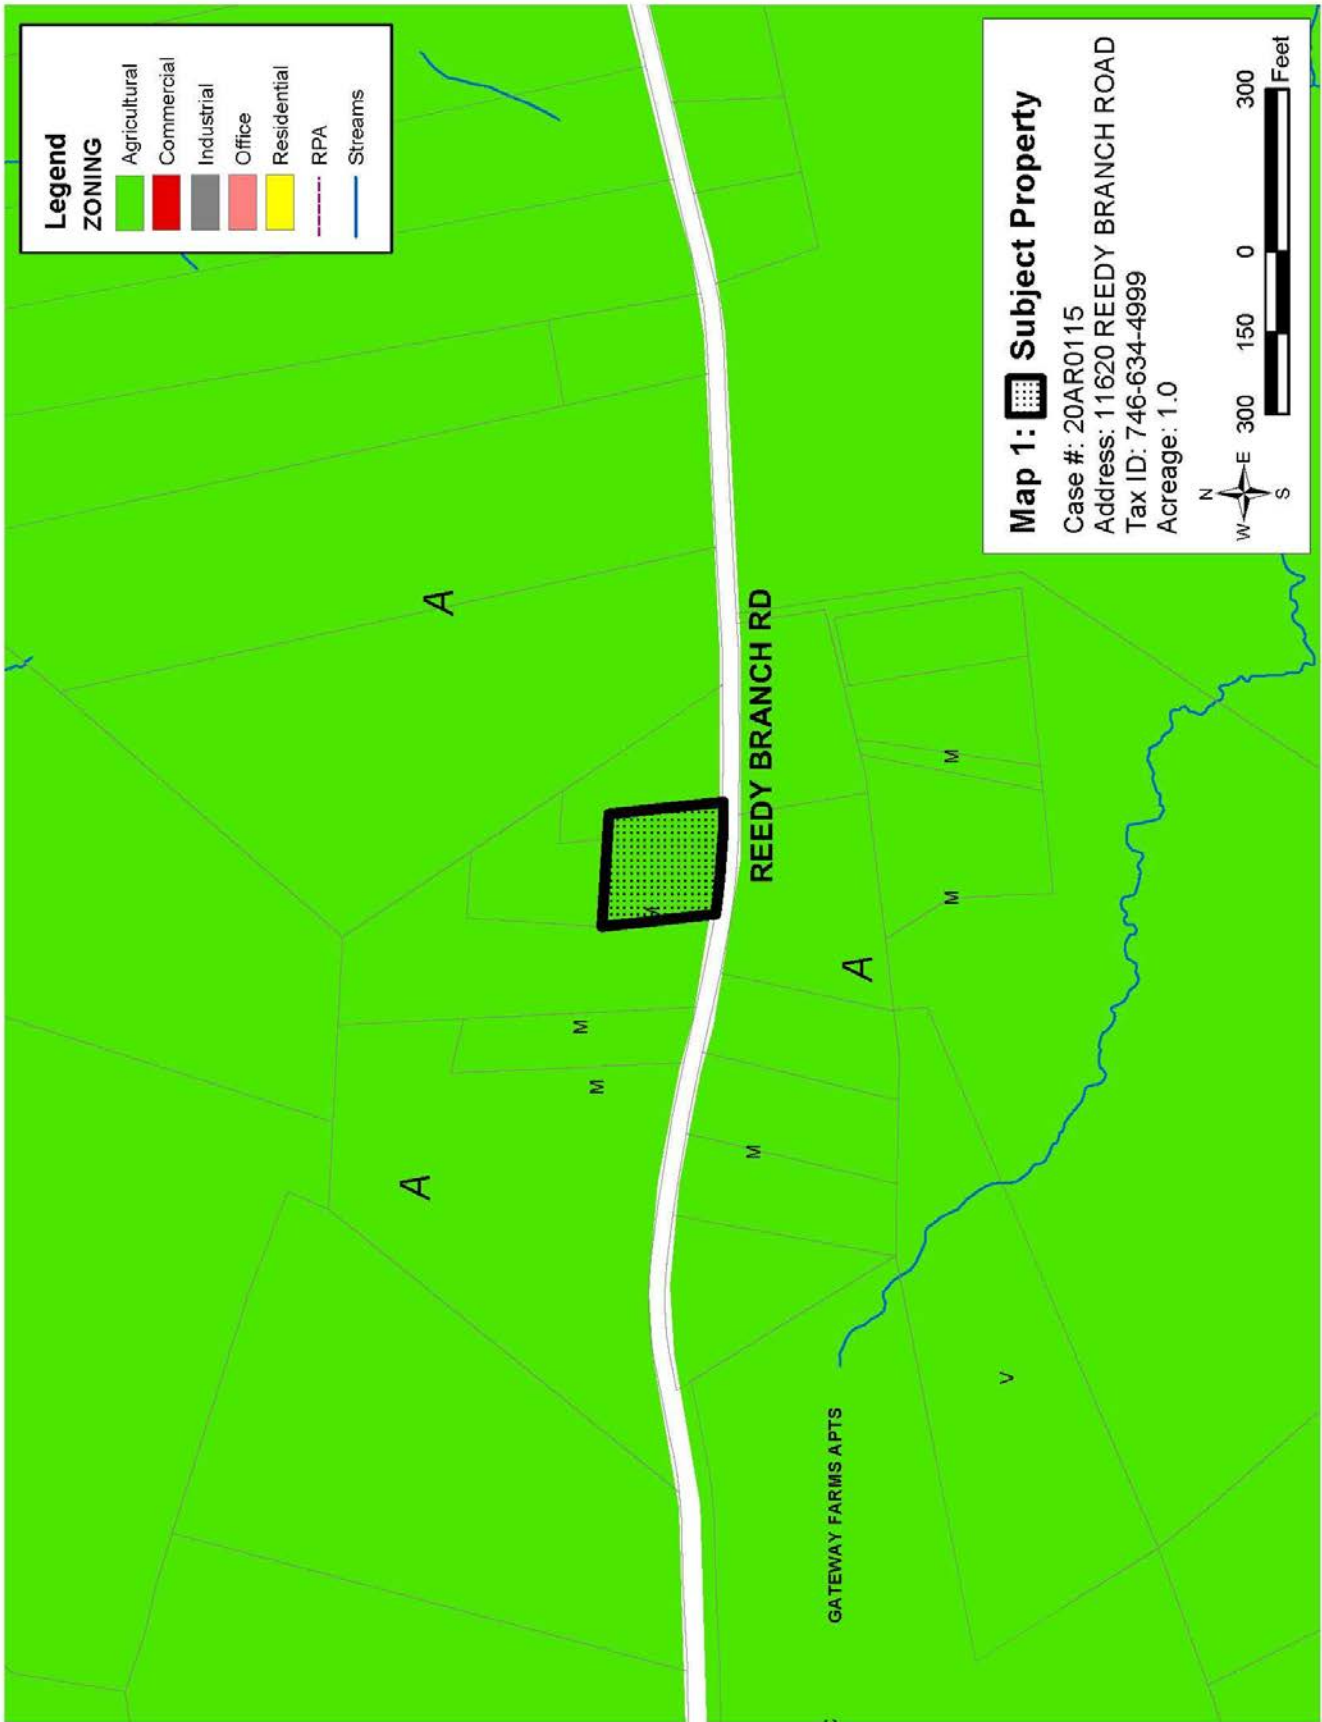 Legend
ZONING
Agricultural
Commercial
Industrial
Office
Residential
RPA
Streams
A
A
M
M
REEDY BRANCH RD
A
M
M
M
V
GATEWAY FARMS APTS
Map 1: Subject Property
Case #: 20AR0115
Address: 11620 REEDY BRANCH ROAD
Tax ID: 746-634-4999
Acreage: 1.0
N
W E
S
300 150 0 300
Feet